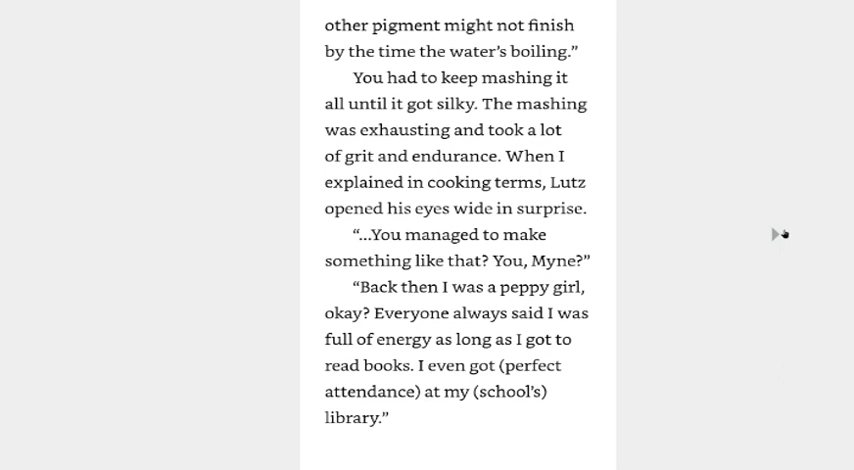 other pigment might not finish
by the time the water’s boiling.”
You had to keep mashing it
all until it got silky. The mashing
was exhausting and took a lot
of grit and endurance. When I
explained in cooking terms, Lutz
opened his eyes wide in surprise.
“...You managed to make
something like that? You, Myne?”
“Back then I was a peppy girl,
okay? Everyone always said I was
full of energy as long as I got to
read books. I even got (perfect
attendance) at my (school’s)
library.”